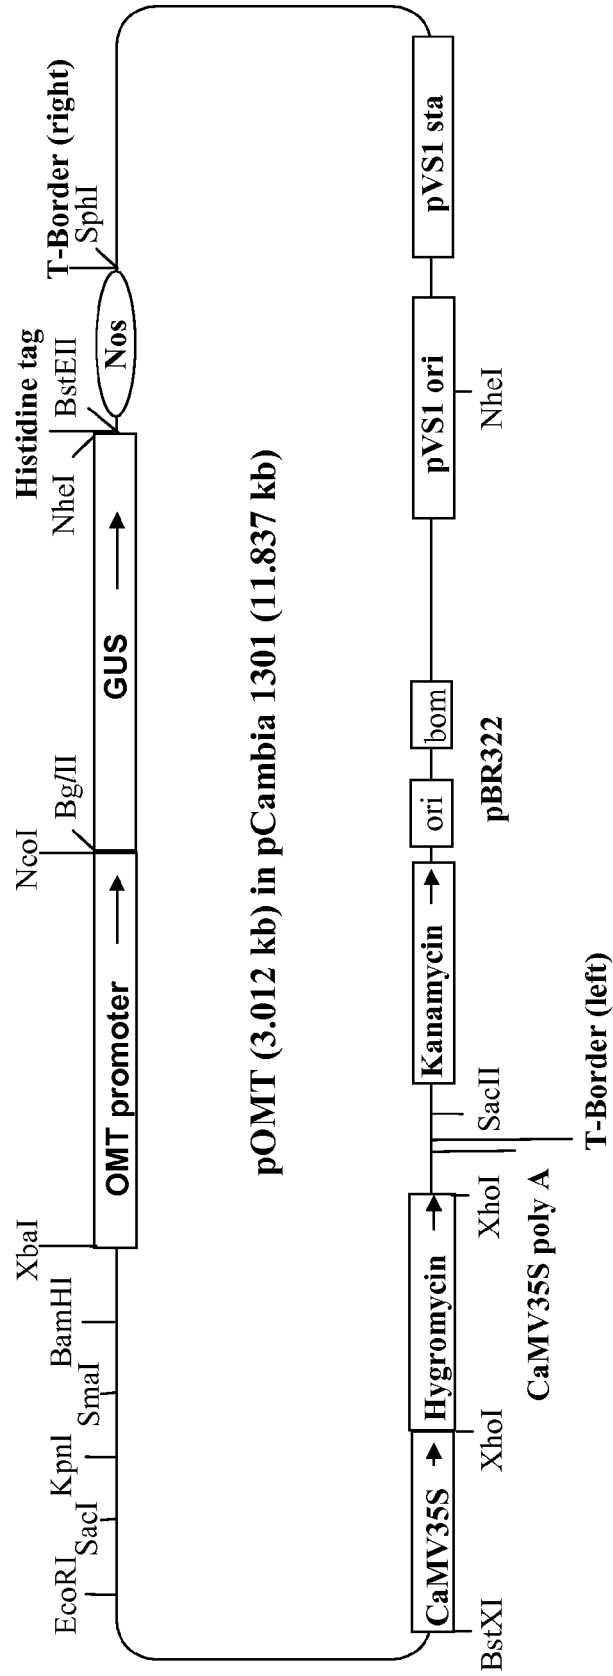 T-Border (right)
SphI
Histidine tag
BstEII
NheI
NcoI
BglII
XbaI
BamHI
SmaI
KpnI
SacI
EcoRI
OMT promoter
GUS
Nos
pOMT (3.012 kb) in pCambia 1301 (11.837 kb)
CaMV35S
Hygromycin
Kanamycin
ori
bom
pVS1 ori
pVS1 sta
BstXI
XhoI
XhoI
SacII
pBR322
NheI
CaMV35S poly A
T-Border (left)